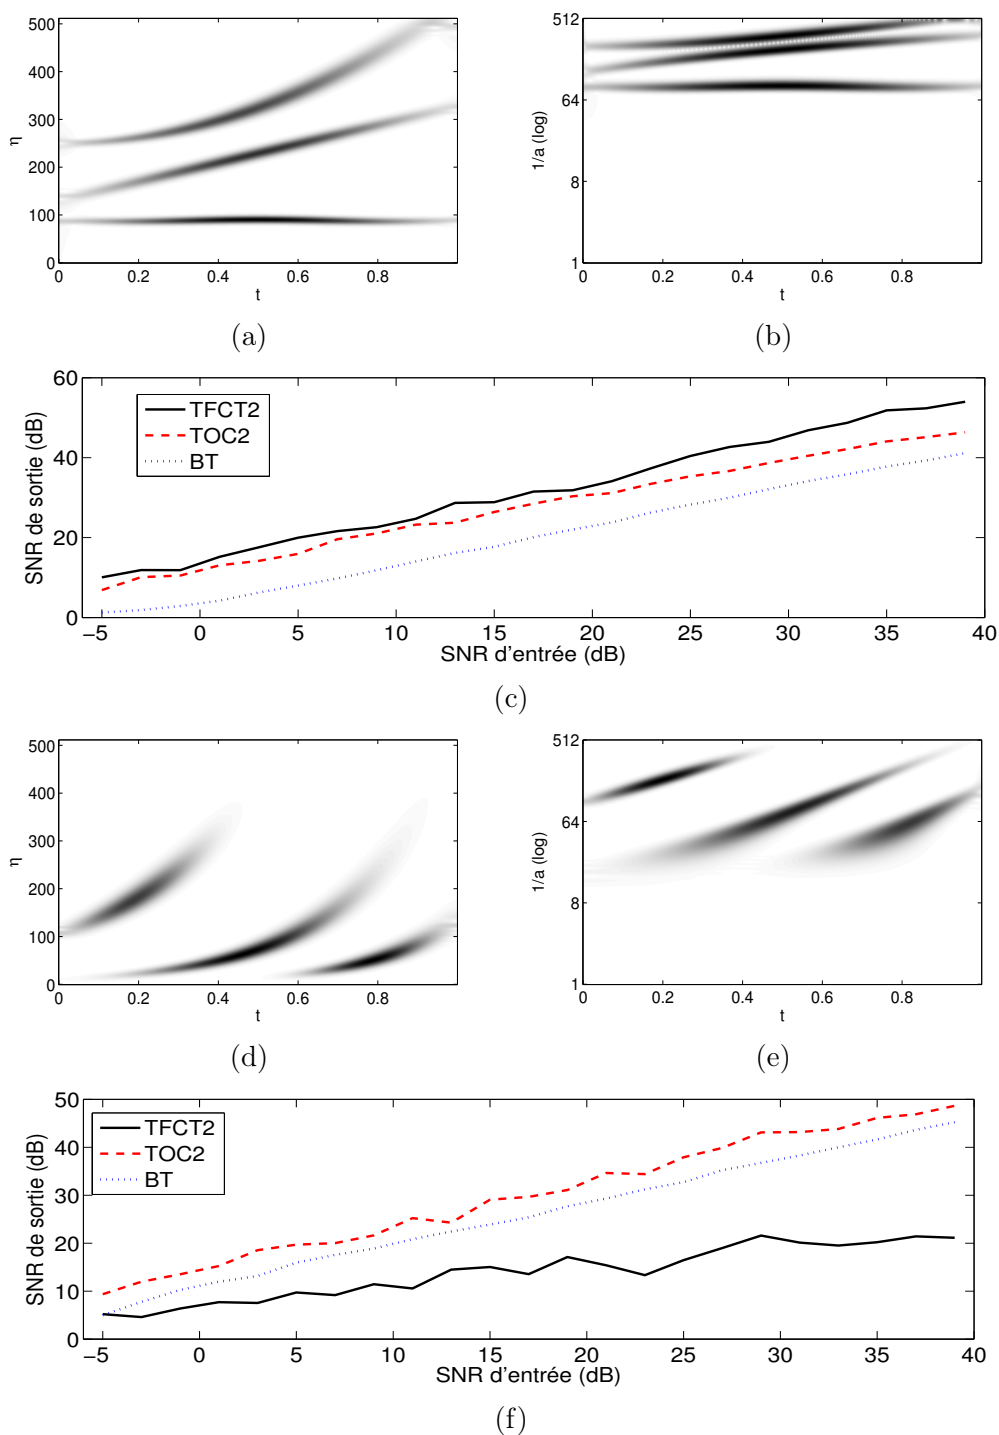 500
400
300
200
100
0
η
0
0.2
0.4
0.6
0.8
t
(a)
512
64
8
1
1/a (log)
0
0.2
0.4
0.6
0.8
t
(b)
60
40
20
0
SNR de sortie (dB)
TFCT2
TOC2
BT
−5
0
5
10
15
20
25
30
35
40
SNR d'entrée (dB)
(c)
500
400
300
200
100
0
η
0
0.2
0.4
0.6
0.8
t
(d)
512
64
8
1
1/a (log)
0
0.2
0.4
0.6
0.8
t
(e)
50
40
30
20
10
0
SNR de sortie (dB)
TFCT2
TOC2
BT
−5
0
5
10
15
20
25
30
35
40
SNR d'entrée (dB)
(f)